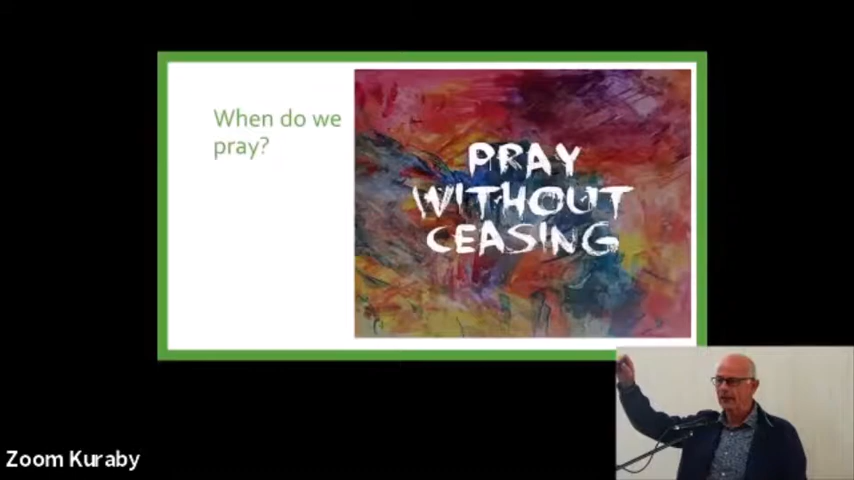 When do we
pray?
PRAY
WITHOUT
CEASING
Zoom Kuraby